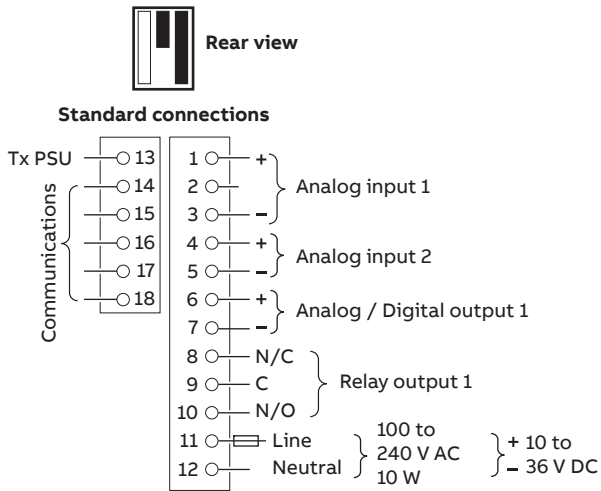 Rear view
Standard connections
Tx PSU
Communications
13
14
15
16
17
18
1 +
2
3 –
Analog input 1
4 +
5 –
Analog input 2
6 +
7 –
Analog / Digital output 1
8 N/C
9 C
10 N/O
Relay output 1
11 Line
12 Neutral
100 to
240 V AC
10 W
+ 10 to
– 36 V DC